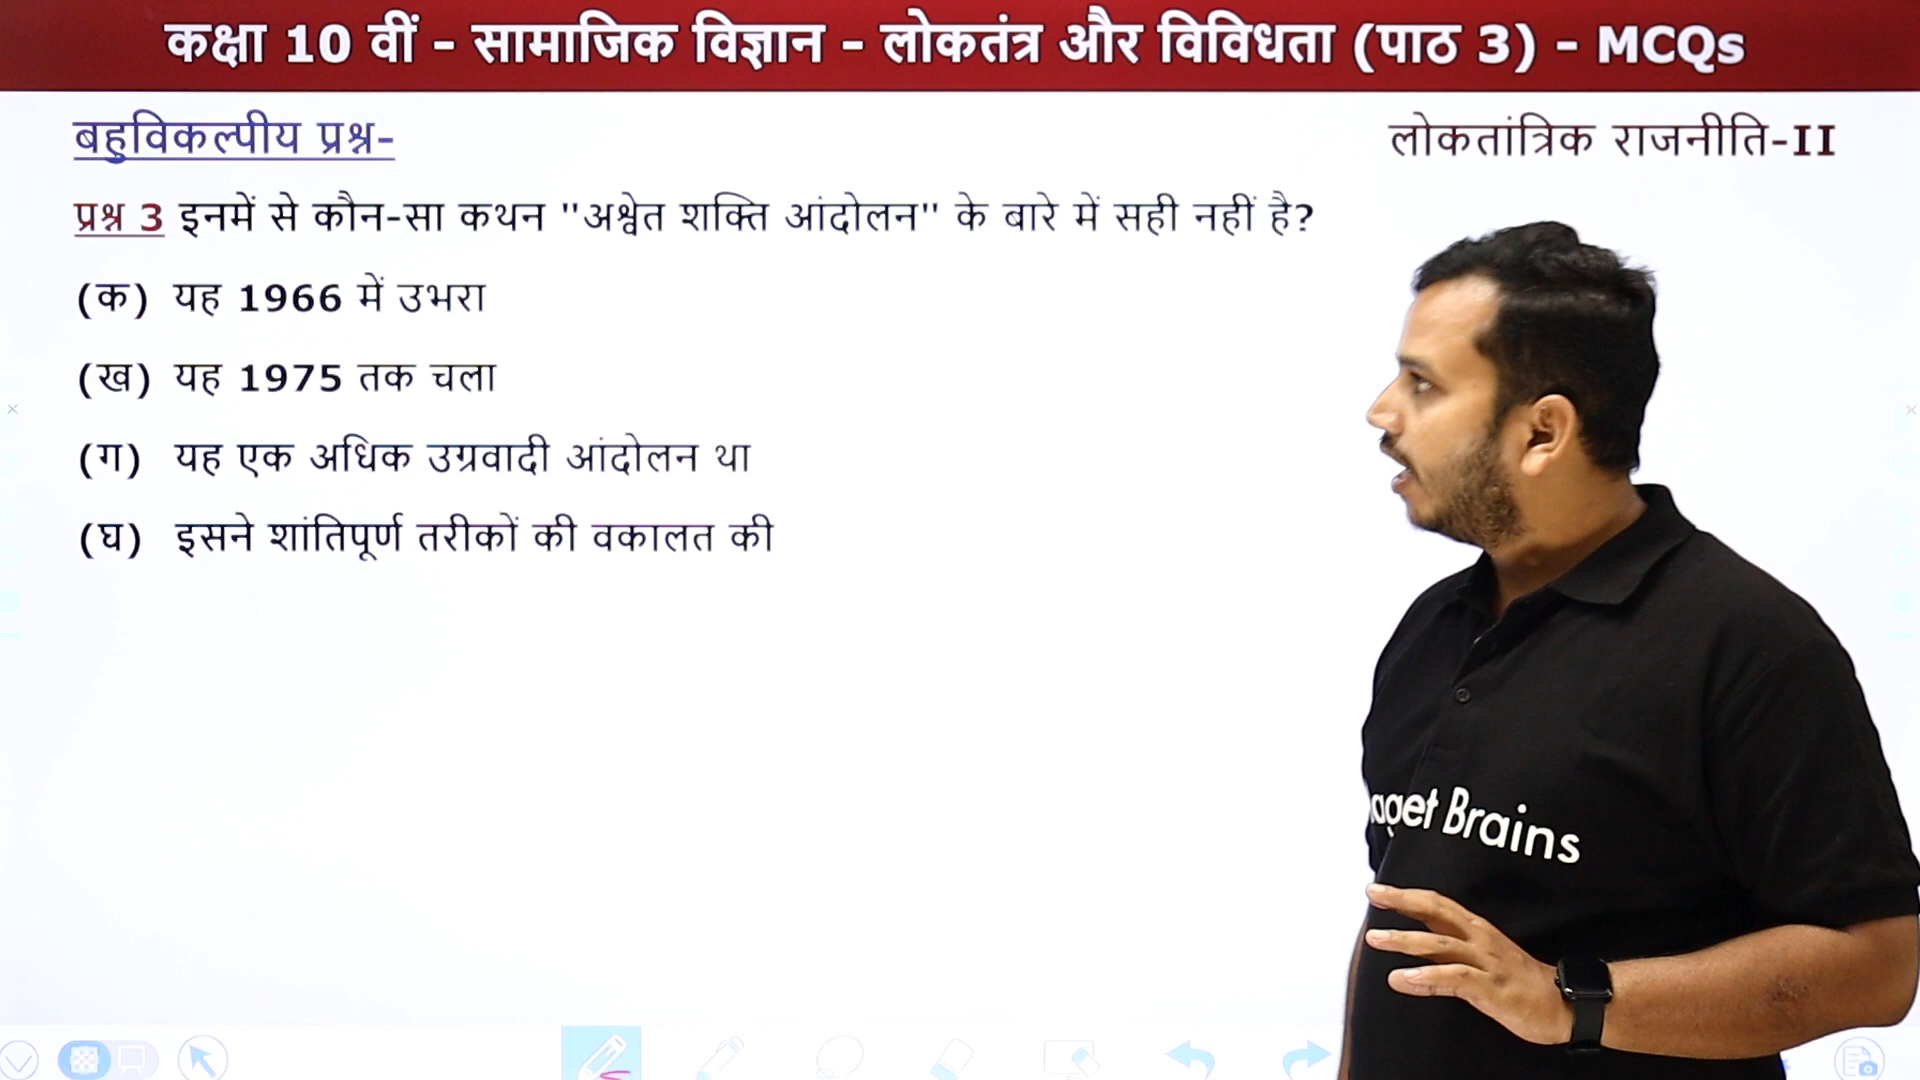 कक्षा 10 वीं - सामाजिक विज्ञान - लोकतंत्र और विविधता (पाठ 3) - MCQs
बहुविकल्पीय प्रश्न-
लोकतांत्रिक राजनीति-II
प्रश्न 3 इनमें से कौन-सा कथन "अश्वेत शक्ति आंदोलन" के बारे में सही नहीं है?
(क) यह 1966 में उभरा
(ख) यह 1975 तक चला
(ग) यह एक अधिक उग्रवादी आंदोलन था
(घ) इसने शांतिपूर्ण तरीकों की वकालत की
Brains